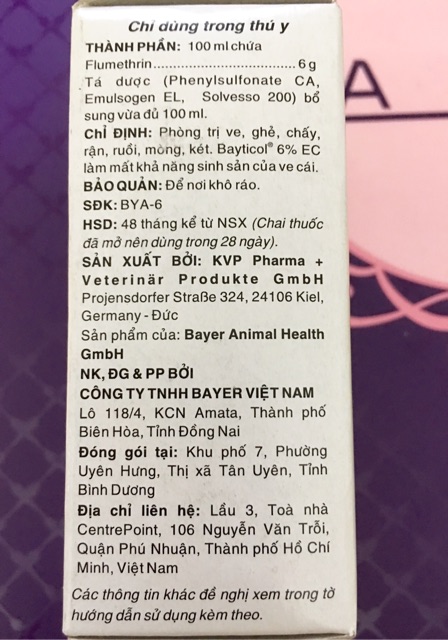 Chỉ dùng trong thú y
THÀNH PHẦN: 100 ml chứa
Flumethrin....................................6 g
Tá dược (Phenylsulfonate CA,
Emulsogen EL, Solvesso 200) bổ
sung vừa đủ 100 ml.
CHỈ ĐỊNH: Phòng trị ve, ghẻ, chấy,
rận, ruồi, mòng, két. Bayticol® 6% EC
làm mất khả năng sinh sản của ve cái.
BẢO QUẢN: Để nơi khô ráo.
SĐK: BYA-6
HSD: 48 tháng kể từ NSX (Chai thuốc
đã mở nên dùng trong 28 ngày).
SẢN XUẤT BỞI: KVP Pharma +
Veterinär Produkte GmbH
Projensdorfer Straße 324, 24106 Kiel,
Germany - Đức
Sản phẩm của: Bayer Animal Health
GmbH
NK, ĐG & PP BỞI
CÔNG TY TNHH BAYER VIỆT NAM
Lô 118/4, KCN Amata, Thành phố
Biên Hòa, Tỉnh Đồng Nai
Đóng gói tại: Khu phố 7, Phường
Uyên Hưng, Thị xã Tân Uyên, Tỉnh
Bình Dương
Địa chỉ liên hệ: Lầu 3, Toà nhà
CentrePoint, 106 Nguyễn Văn Trỗi,
Quận Phú Nhuận, Thành phố Hồ Chí
Minh, Việt Nam
Các thông tin khác đề nghị xem trong tờ
hướng dẫn sử dụng kèm theo.
A